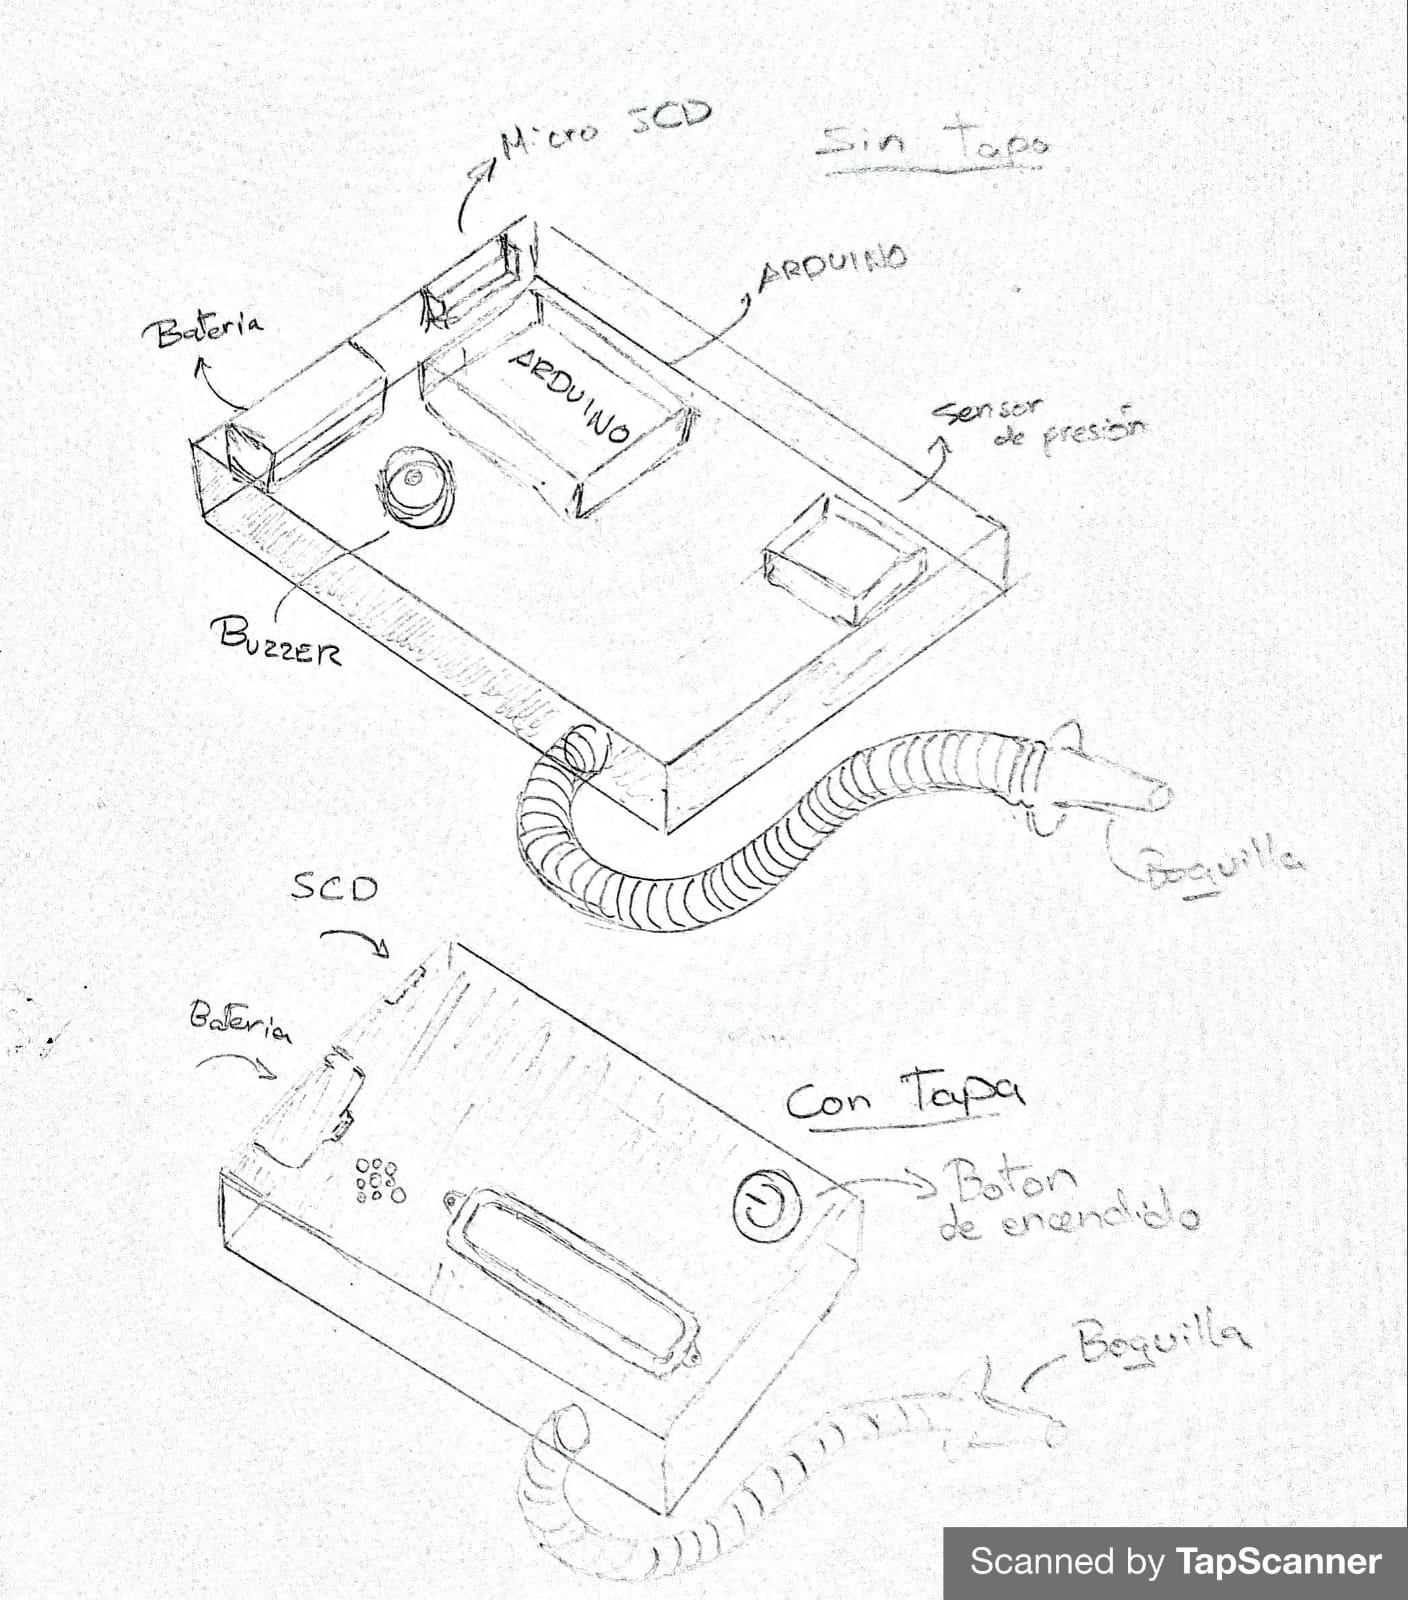 Micro SCD
Sin Tapa
ARDUINO
Bateria
ARDUINO
Sensor
de presión
BUZZER
Boquilla
SCD
Bateria
Con Tapa
Boton
de encendido
Boquilla
Scanned by TapScanner